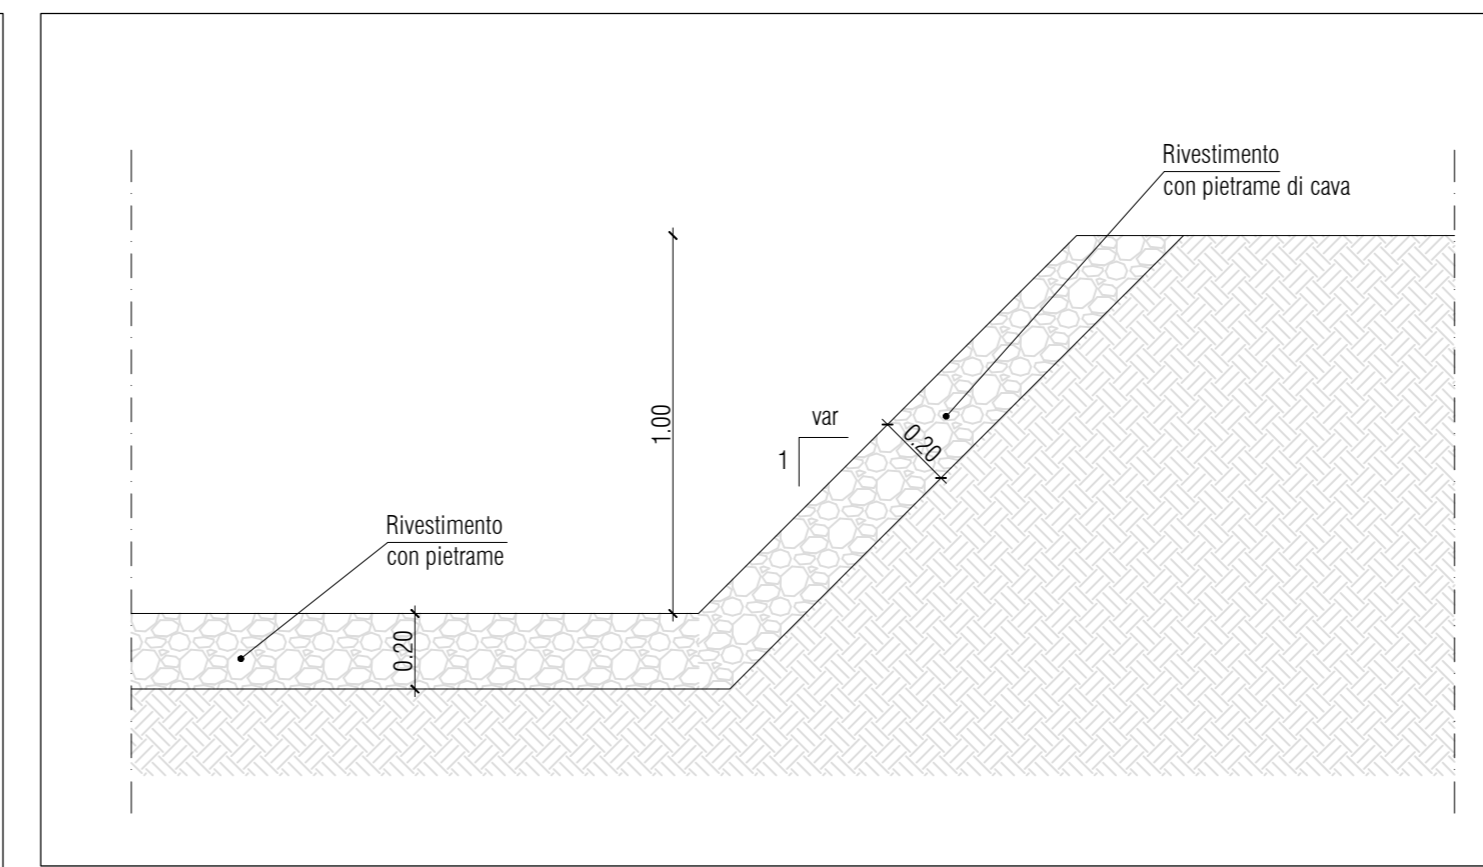 Rivestimento
con pietrame di cava
1.00
var
1
0.20
Rivestimento
con pietrame
0.20